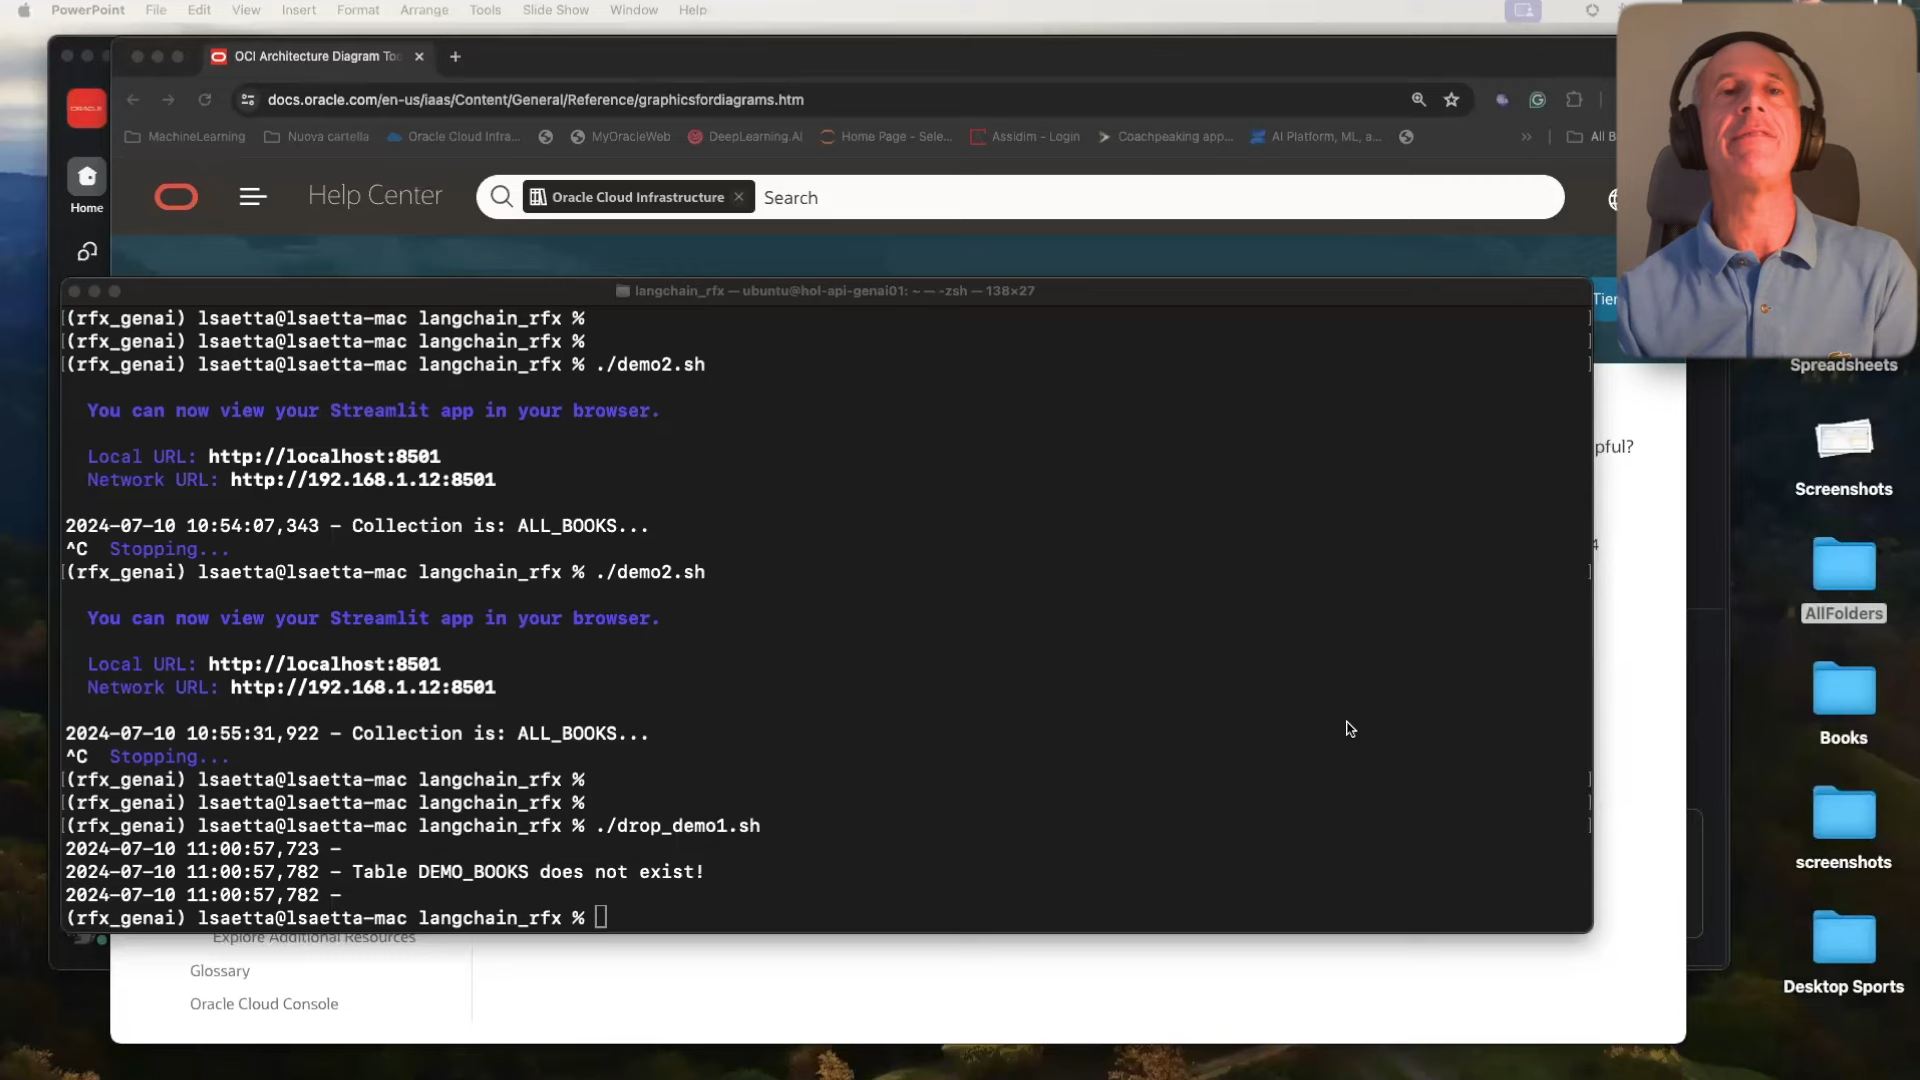 PowerPoint File Edit View Insert Format Arrange Tools Slide Show Window Help
OCI Architecture Diagram Too
docs.oracle.com/en-us/iaas/Content/General/Reference/graphicsfordiagrams.htm
MachineLearning Nuova cartella Oracle Cloud Infra... MyOracleWeb DeepLearning.AI Home Page - Sele... Assidim - Login Coachpeaking app... AI Platform, ML, a... » All B
ORACLE
Home
Help Center Oracle Cloud Infrastructure × Search
langchain_rfx — ubuntu@hol-api-genai01: ~ — -zsh — 138×27
(rfx_genai) lsaetta@lsaetta-mac langchain_rfx %
(rfx_genai) lsaetta@lsaetta-mac langchain_rfx %
(rfx_genai) lsaetta@lsaetta-mac langchain_rfx % ./demo2.sh
You can now view your Streamlit app in your browser.
Local URL: http://localhost:8501
Network URL: http://192.168.1.12:8501
2024-07-10 10:54:07,343 - Collection is: ALL_BOOKS...
^C Stopping...
(rfx_genai) lsaetta@lsaetta-mac langchain_rfx % ./demo2.sh
You can now view your Streamlit app in your browser.
Local URL: http://localhost:8501
Network URL: http://192.168.1.12:8501
2024-07-10 10:55:31,922 - Collection is: ALL_BOOKS...
^C Stopping...
(rfx_genai) lsaetta@lsaetta-mac langchain_rfx %
(rfx_genai) lsaetta@lsaetta-mac langchain_rfx %
(rfx_genai) lsaetta@lsaetta-mac langchain_rfx % ./drop_demo1.sh
2024-07-10 11:00:57,723 -
2024-07-10 11:00:57,782 - Table DEMO_BOOKS does not exist!
2024-07-10 11:00:57,782 -
(rfx_genai) lsaetta@lsaetta-mac langchain_rfx %
Explore Additional Resources
Glossary
Oracle Cloud Console
Tier
pful?
4
Spreadsheets
Screenshots
AllFolders
Books
screenshots
Desktop Sports